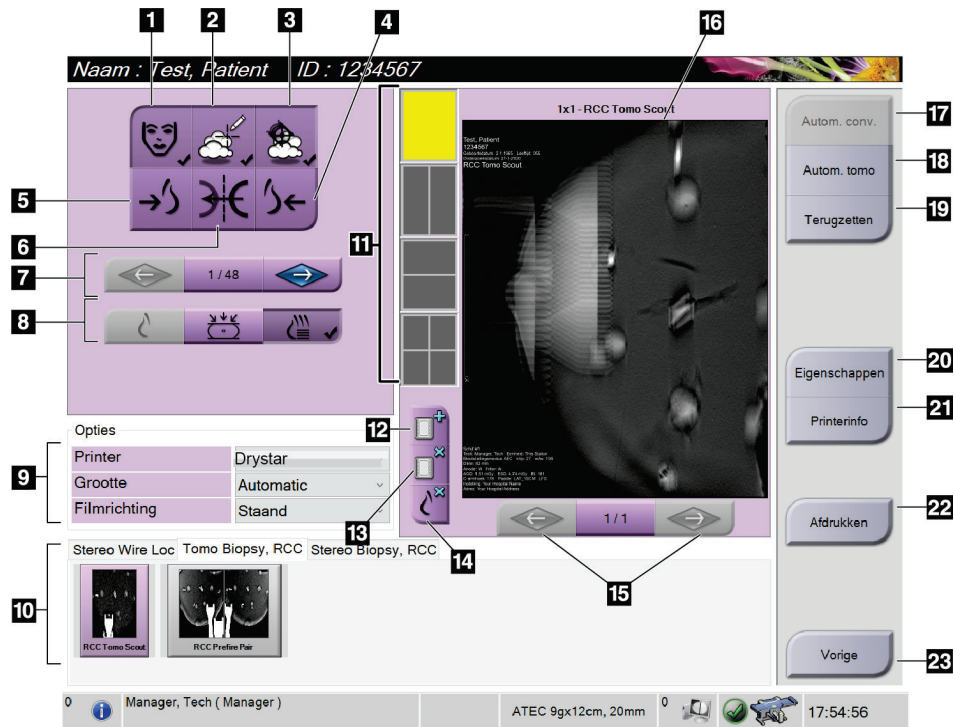 1
2
3
4
16
Naam : Test, Patient ID : 1234567
5
6
7
8
1 / 48
11
1x1 - RCC Tomo Scout
Test, Patient
1234567
RCC Tomo Scout
17
Autom. conv.
18
Autom. tomo
19
Terugzetten
20
Eigenschappen
21
Printerinfo
9
Opties
Printer
Drystar
Grootte
Automatic
Filmrichting
Staand
12
13
14
1 / 1
15
22
Afdrukken
10
Stereo Wire Loc
Tomo Biopsy, RCC
Stereo Biopsy, RCC
RCC Tomo Scout
RCC Prefire Pair
Vorige
23
0
Manager, Tech ( Manager )
ATEC 9gx12cm, 20mm
0
17:54:56